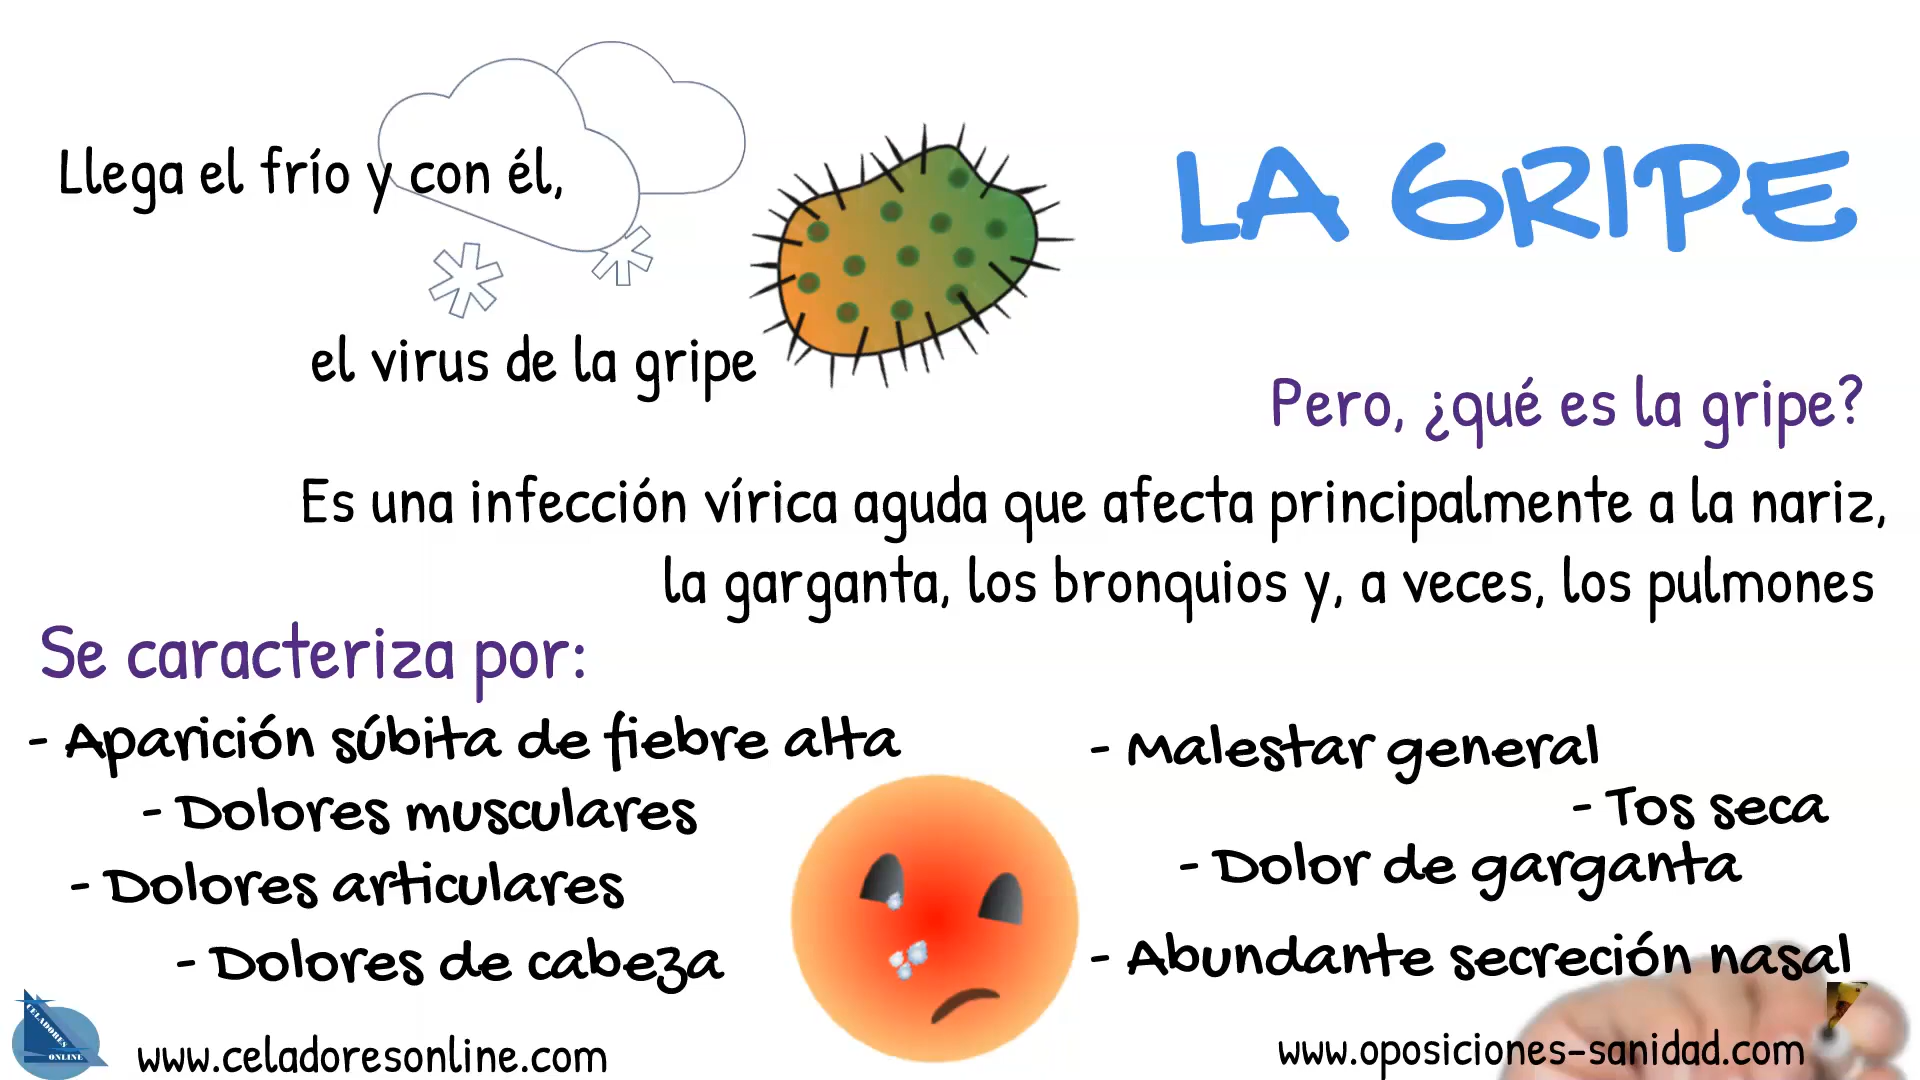 Llega el frío y con él,
LA GRIPE
el virus de la gripe
Pero, ¿qué es la gripe?
Es una infección vírica aguda que afecta principalmente a la nariz,
la garganta, los bronquios y, a veces, los pulmones
Se caracteriza por:
- Aparición súbita de fiebre alta
- Dolores musculares
- Dolores articulares
- Dolores de cabeza
- Malestar general
- Tos seca
- Dolor de garganta
- Abundante secreción nasal
CELADORES
ONLINE
www.celadoresonline.com
www.oposiciones-sanidad.com